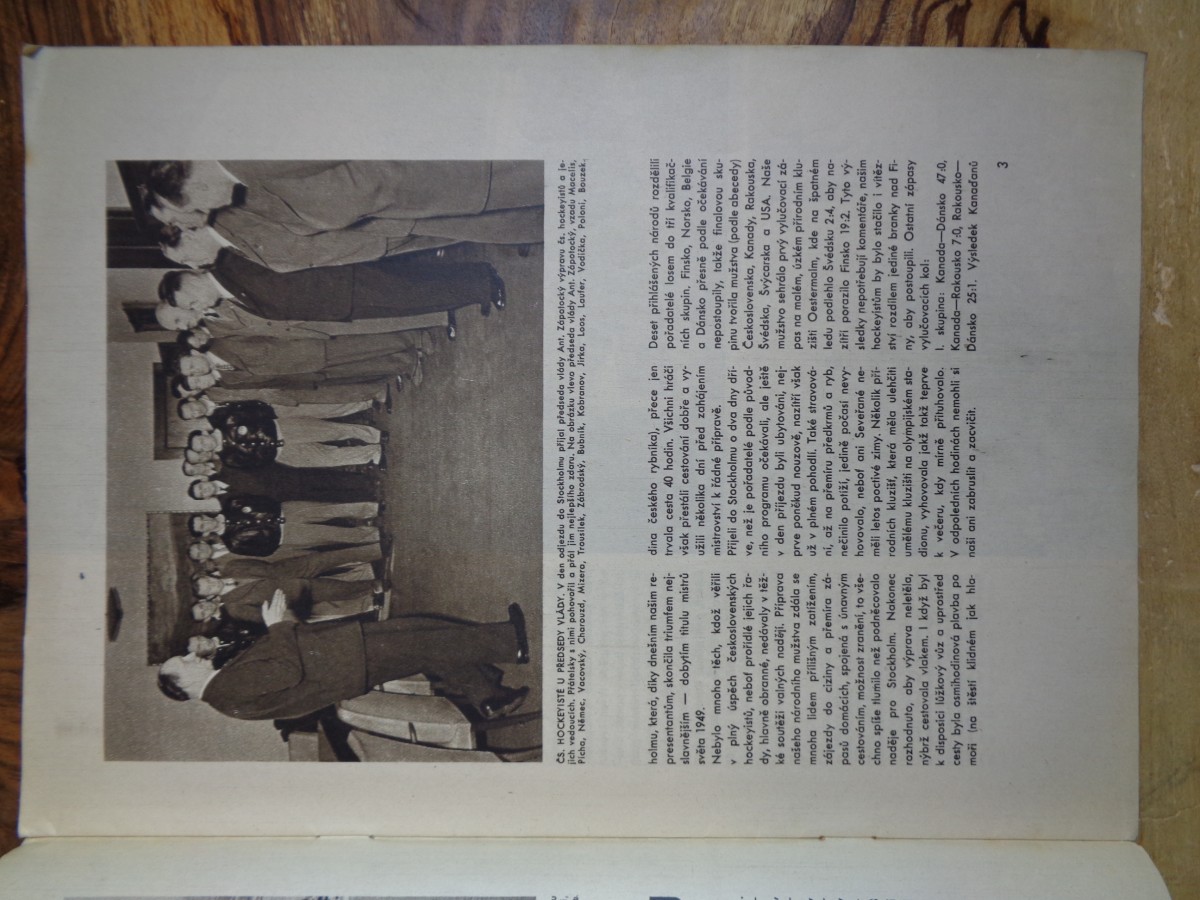 ČS. HOCKEYISTÉ U PŘEDSEDY VLÁDY. V den odjezdu do Stockholmu přijal předseda vlády Ant. Zápotocký výpravu čs. hockeyistů a je-
jich vedoucích. Přátelsky s nimi pohovořil a přál jim nejlepšího zdaru. Na obrázku vlevo předseda vlády Ant. Zápotocký, vzadu Macelis,
Pícha, Němec, Vacovský, Charouzd, Mizera, Trousílek, Zábrodský, Bubník, Kobranov, Jirka, Loos, Laufer, Vodička, Poloni, Bouzek.
holmu, která, díky dnešním našim re-
presentantům, skončila triumfem nej-
slavnějším — dobytím titulu mistrů
světa 1949.
Nebylo mnoho těch, kdož věřili
v plný úspěch československých
hockeyistů, neboť prořídlé jejich řa-
dy, hlavně obranné, nedávaly v těž-
ké soutěži valných nadějí. Příprava
našeho národního mužstva zdála se
mnoha lidem přílišným zatížením,
zájezdy do ciziny a přemíra zá-
pasů domácích, spojená s únavným
cestováním, možnost zranění, to vše-
chno spíše tlumilo než podněcovalo
naděje pro Stockholm. Nakonec
razhodnuto, aby výprava neletěla,
nýbrž cestovala vlakem. I když byl
k disposici lůžkový vůz a uprostřed
cesty byla osmihodinová plavba po
moři (na štěstí klidném jak hla-
dina českého rybníka), přece jen
trvala cesta 40 hodin. Všichni hráči
však přestáli cestování dobře a vy-
užili několika dní před zahájením
mistrovství k řádné přípravě.
Přijeli do Stockholmu o dva dny dří-
ve, než je pořadatelé podle původ-
ního programu očekávali, ale ještě
v den příjezdu byli ubytováni, nej-
prve poněkud nouzově, nazítří však
už v plném pohodlí. Také stravová-
ní, až na přemíru předkrmů a ryb,
nečinilo potíží, jedině počasí nevy-
hovovalo, neboť ani Seveřané ne-
měli letos poctivé zimy. Několik pří-
rodních kluzišť, která měla ulehčiti
umělému kluzišti na olympijském sta-
dionu, vyhovovala jakž takž teprve
k večeru, kdy mírně přituhovalo.
V odpoledních hodinách nemohli si
naši ani zabruslit a zacvičit.
Deset přihlášených národů rozdělili
pořadatelé losem do tří kvalifikač-
ních skupin. Finsko, Norsko, Belgie
a Dánsko přesně podle očekávání
nepostoupily, takže finalovou sku-
pinu tvořila mužstva (podle abecedy)
Československa, Kanady, Rakouska,
Švédska, Švýcarska a USA. Naše
mužstvo sehrálo prvý vylučovací zá-
pas na malém, úzkém přírodním klu-
zišti Oestermalm, kde na špatném
ledu podlehlo Švédsku 2:4, aby na-
zítří porazilo Finsko 19:2. Tyto vý-
sledky nepotřebují komentáře, našim
hockeyistům by bylo stačilo i vítěz-
ství rozdílem jediné branky nad Fi-
ny, aby postoupili. Ostatní zápasy
vylučovacích kol:
I. skupina: Kanada—Dánsko 47:0,
Kanada—Rakousko 7:0, Rakousko—
Dánsko 25:1. Výsledek Kanaďanů
3